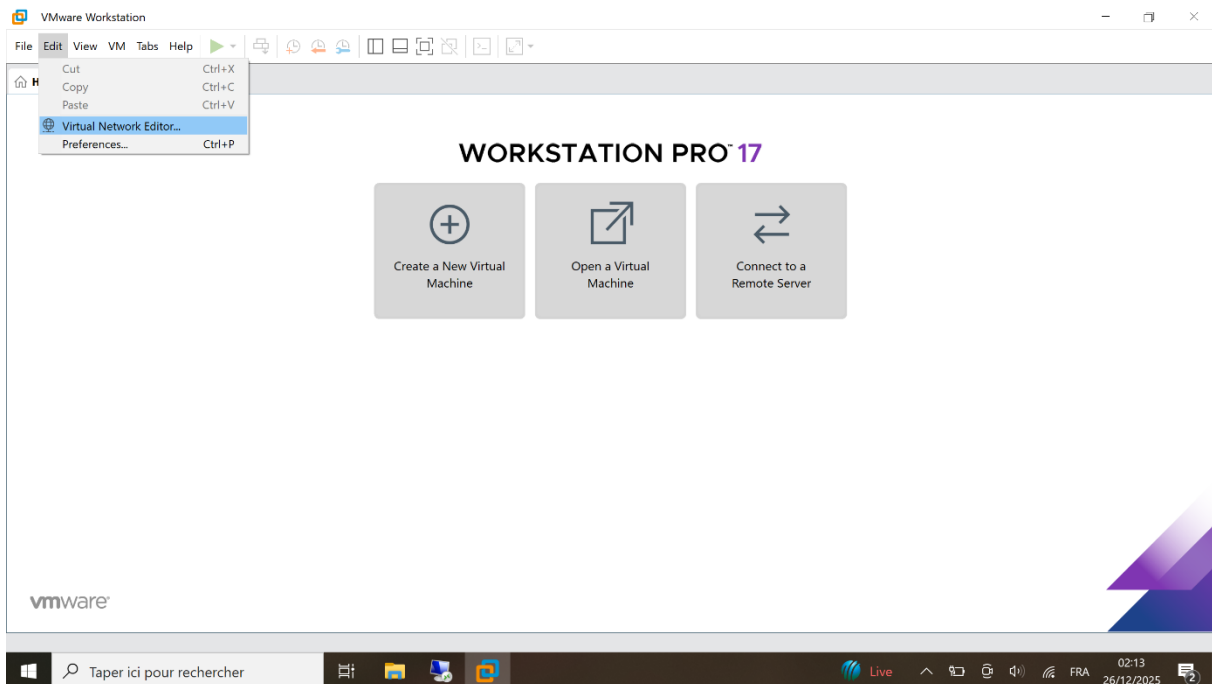 VMware Workstation
File Edit View VM Tabs Help
H
Cut Ctrl+X
Copy Ctrl+C
Paste Ctrl+V
Virtual Network Editor...
Preferences... Ctrl+P
WORKSTATION PRO™ 17
Create a New Virtual
Machine
Open a Virtual
Machine
Connect to a
Remote Server
vmware®
Taper ici pour rechercher
Live
FRA
02:13
26/12/2025
2